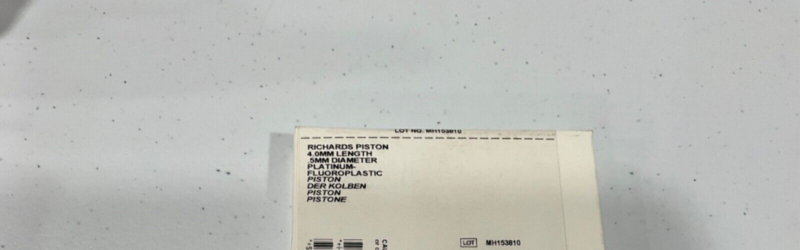 LOT NO. MH153810
RICHARDS PISTON
4.0MM LENGTH
.5MM DIAMETER
PLATINUM-
FLUOROPLASTIC
PISTON
DER KOLBEN
PISTON
PISTONE
LOT MH153810